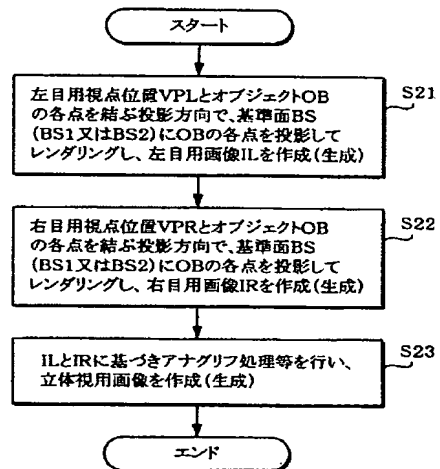 スタート
S21
左目用視点位置VPLとオブジェクトOB
の各点を結ぶ投影方向で、基準面BS
(BS1又はBS2)にOBの各点を投影して
レンダリングし、左目用画像ILを作成(生成)
S22
右目用視点位置VPRとオブジェクトOB
の各点を結ぶ投影方向で、基準面BS
(BS1又はBS2)にOBの各点を投影して
レンダリングし、右目用画像IRを作成(生成)
S23
ILとIRに基づきアナグリフ処理等を行い、
立体視用画像を作成(生成)
エンド